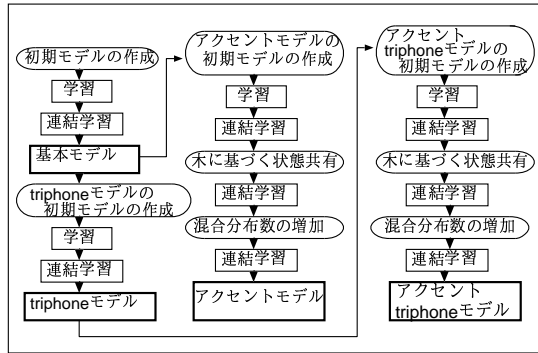 初期モデルの作成
学習
連結学習
基本モデル
triphoneモデルの
初期モデルの作成
学習
連結学習
triphoneモデル
アクセントモデルの
初期モデルの作成
学習
連結学習
木に基づく状態共有
連結学習
混合分布数の増加
連結学習
アクセントモデル
アクセント
triphoneモデルの
初期モデルの作成
学習
連結学習
木に基づく状態共有
連結学習
混合分布数の増加
連結学習
アクセント
triphoneモデル